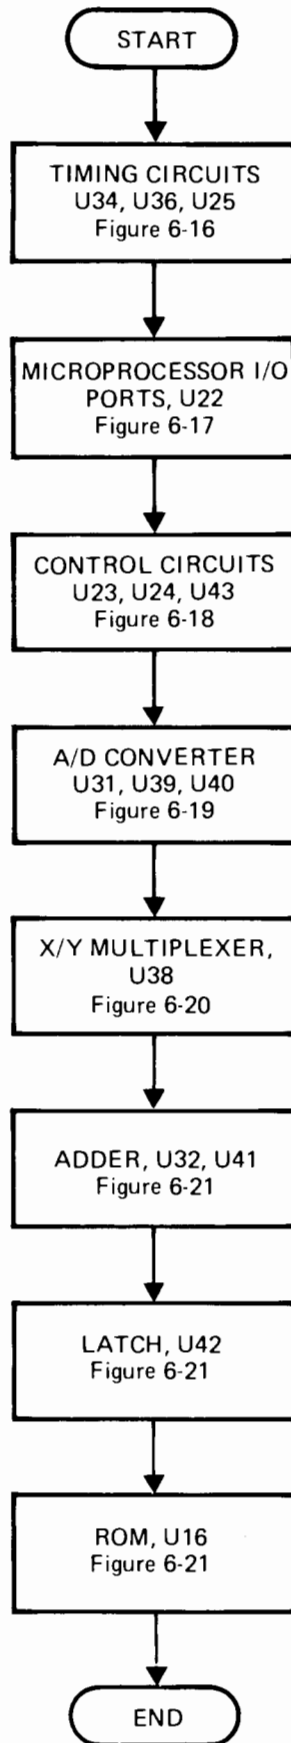 START
TIMING CIRCUITS
U34, U36, U25
Figure 6-16
MICROPROCESSOR I/O
PORTS, U22
Figure 6-17
CONTROL CIRCUITS
U23, U24, U43
Figure 6-18
A/D CONVERTER
U31, U39, U40
Figure 6-19
X/Y MULTIPLEXER,
U38
Figure 6-20
ADDER, U32, U41
Figure 6-21
LATCH, U42
Figure 6-21
ROM, U16
Figure 6-21
END